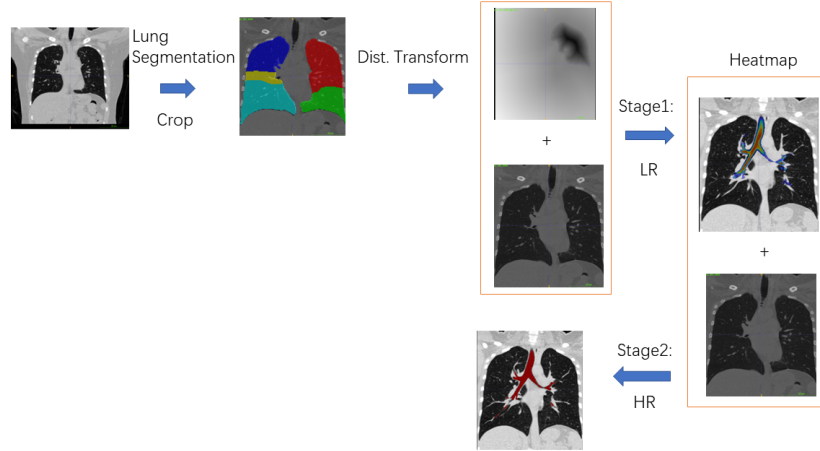 Lung
Segmentation
Crop
Dist. Transform
+
Stage1:
LR
Heatmap
+
Stage2:
HR